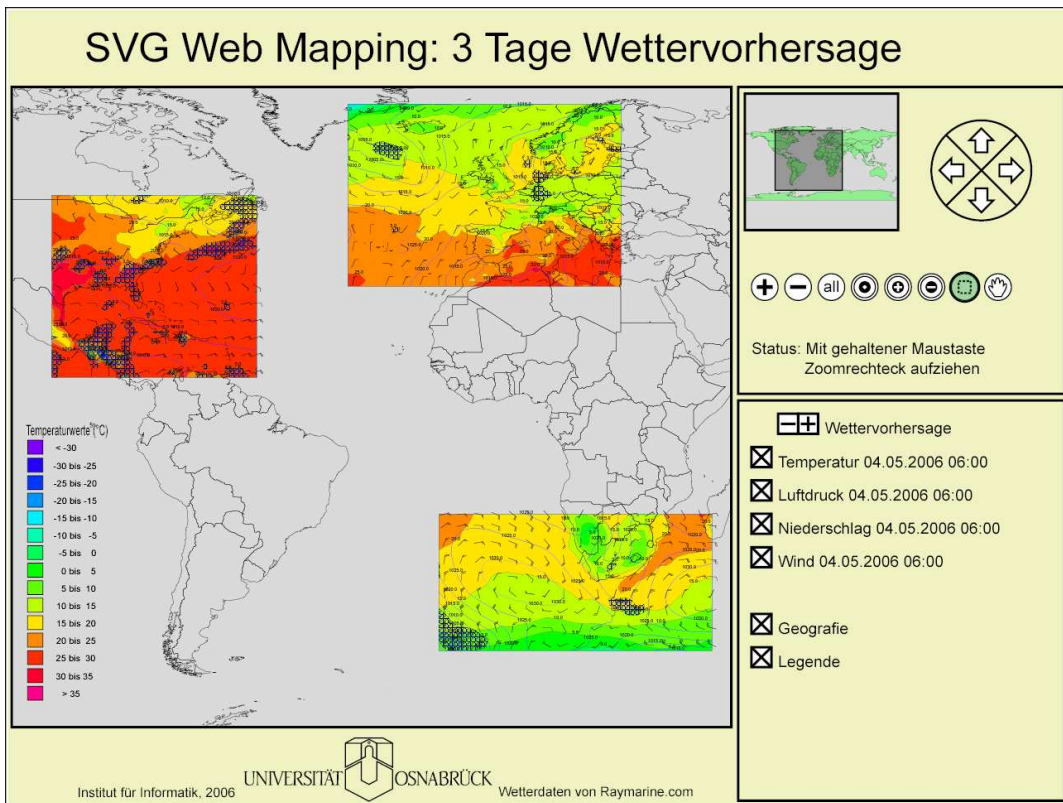 SVG Web Mapping: 3 Tage Wettervorhersage
Temperaturwerte (°C)
< -30
-30 bis -25
-25 bis -20
-20 bis -15
-15 bis -10
-10 bis -5
-5 bis 0
0 bis 5
5 bis 10
10 bis 15
15 bis 20
20 bis 25
25 bis 30
30 bis 35
> 35
all
Status: Mit gehaltener Maustaste
Zoomrechteck aufziehen
Wettervorhersage
Temperatur 04.05.2006 06:00
Luftdruck 04.05.2006 06:00
Niederschlag 04.05.2006 06:00
Wind 04.05.2006 06:00
Geografie
Legende
Institut für Informatik, 2006
UNIVERSITÄT OSNABRÜCK
Wetterdaten von Raymarine.com